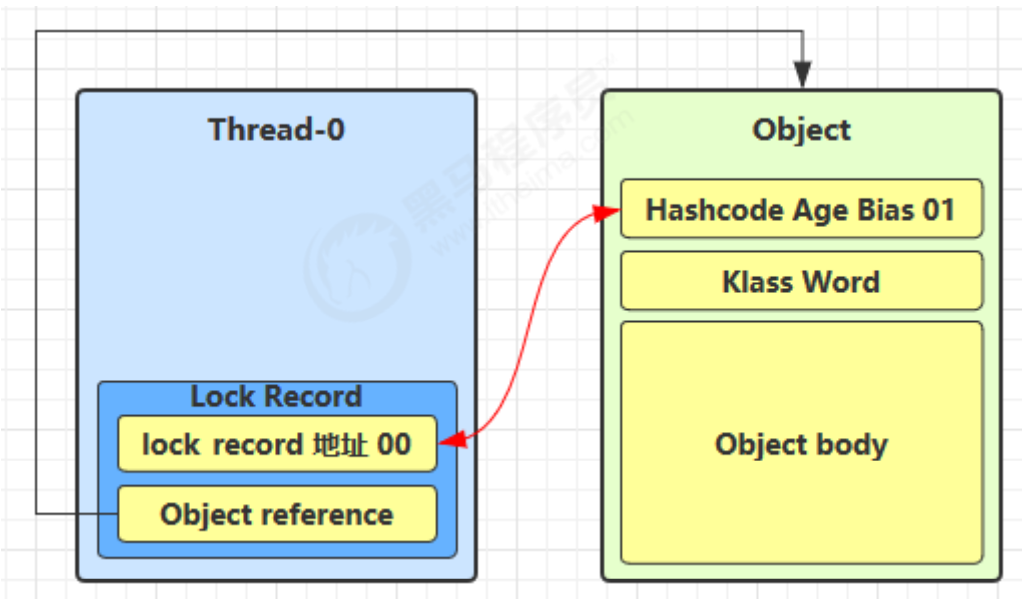 Thread-0
Lock Record
lock record 地址 00
Object reference
Object
Hashcode Age Bias 01
Klass Word
Object body
黑马程序员
www.itheima.com